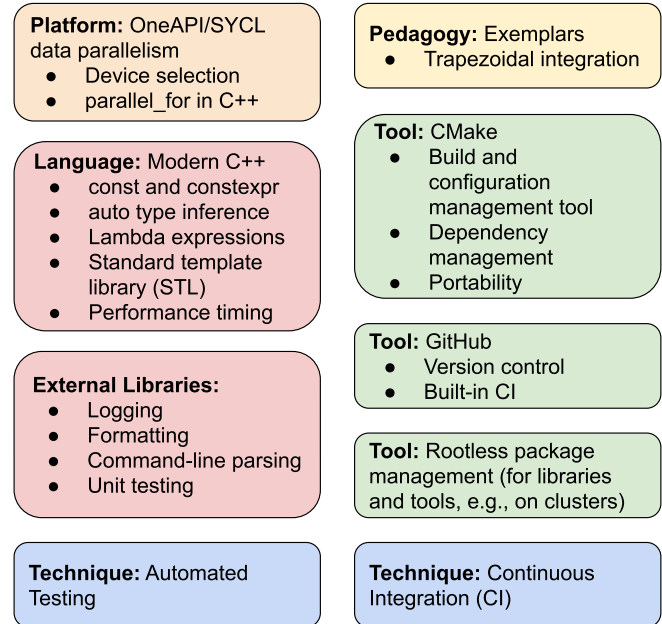 Platform: OneAPI/SYCL
data parallelism
● Device selection
● parallel_for in C++
Language: Modern C++
● const and constexpr
● auto type inference
● Lambda expressions
● Standard template
library (STL)
● Performance timing
External Libraries:
● Logging
● Formatting
● Command-line parsing
● Unit testing
Technique: Automated
Testing
Pedagogy: Exemplars
● Trapezoidal integration
Tool: CMake
● Build and
configuration
management tool
● Dependency
management
● Portability
Tool: GitHub
● Version control
● Built-in CI
Tool: Rootless package
management (for libraries
and tools, e.g., on clusters)
Technique: Continuous
Integration (CI)